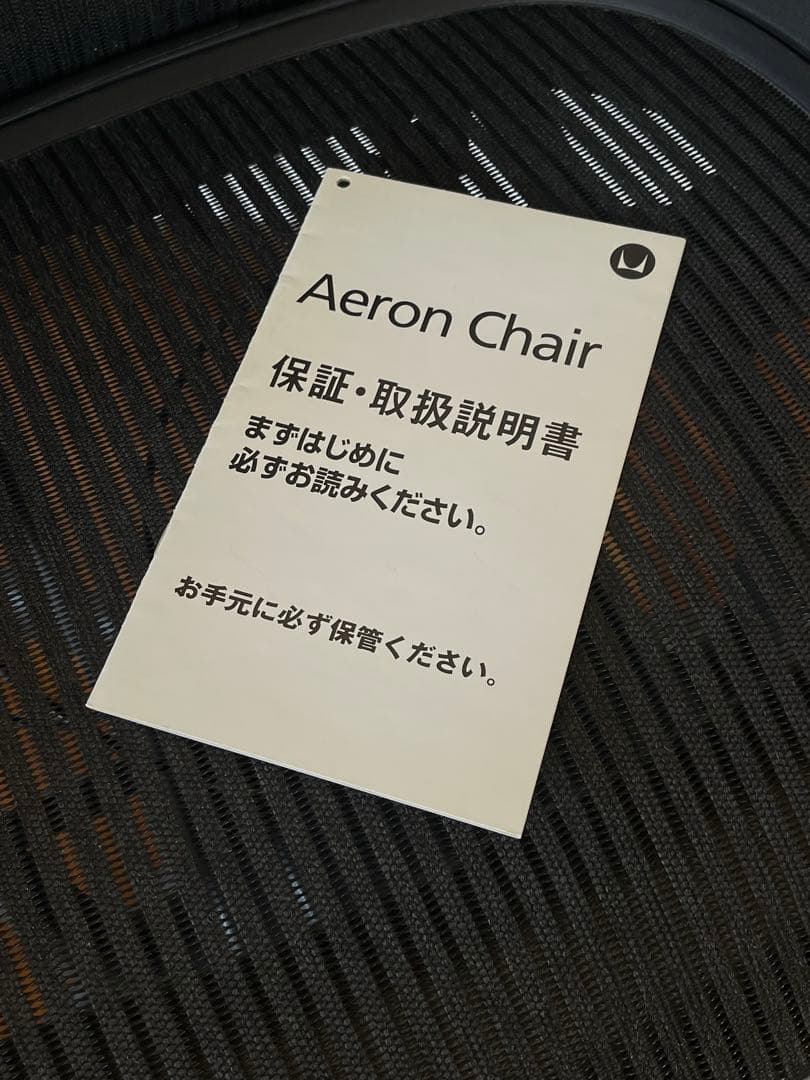 Aeron Chair
保証・取扱説明書
まずはじめに
必ずお読みください。
お手元に必ず保管ください。